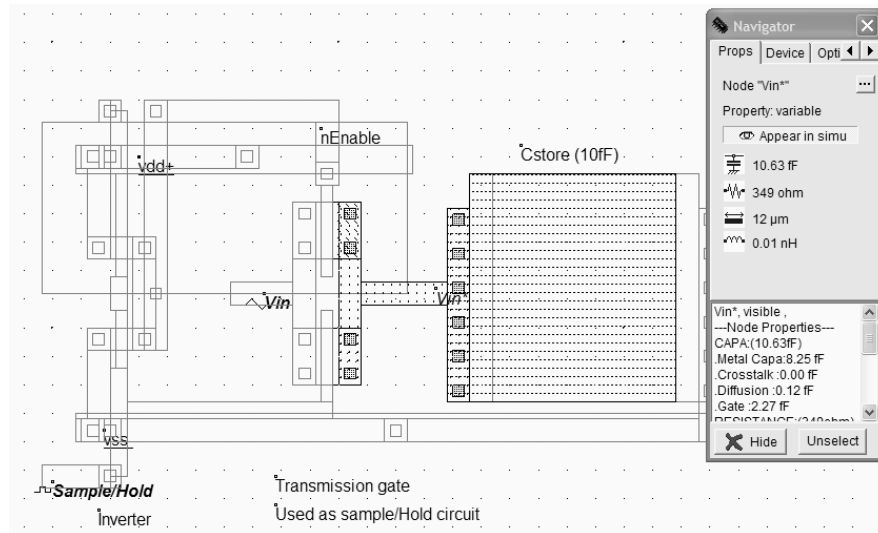 Navigator
Props Device Opti
Node "Vin*"
...
Property: variable
Appear in simu
10.63 fF
349 ohm
12 µm
0.01 nH
Vin*, visible ,
---Node Properties---
CAPA:(10.63fF)
.Metal Capa:8.25 fF
.Crosstalk :0.00 fF
.Diffusion :0.12 fF
.Gate :2.27 fF
RESISTANCE:(349ohm)
Hide Unselect
nEnable
Cstore (10fF)
vdd+
Vin
Vin*
vss
Sample/Hold
Inverter
Transmission gate
Used as sample/Hold circuit